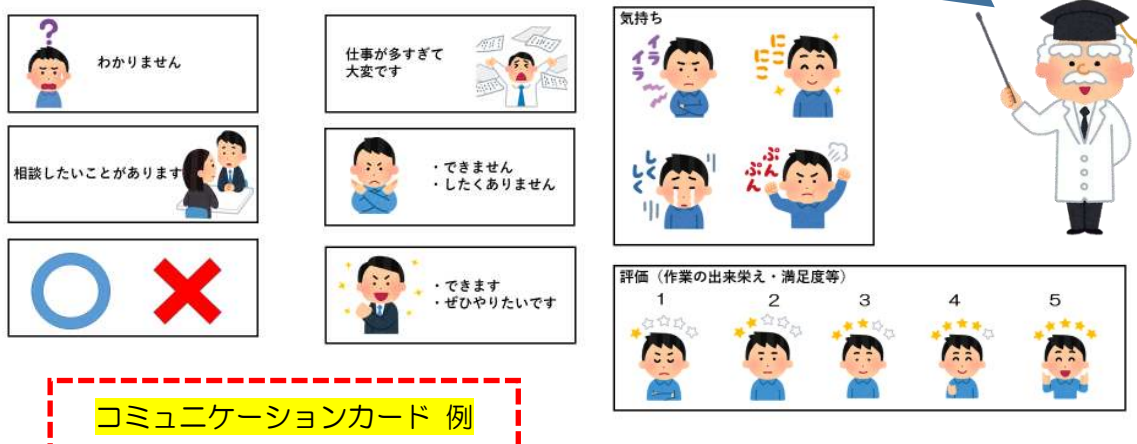 ?
わかりません
仕事が多すぎて
大変です
相談したいことがあります
・できません
・したくありません
・できます
・ぜひやりたいです
気持ち
イライラ
にこにこ
しくしく
ぷんぷん
評価（作業の出来栄え・満足度等）
1 2 3 4 5
コミュニケーションカード 例